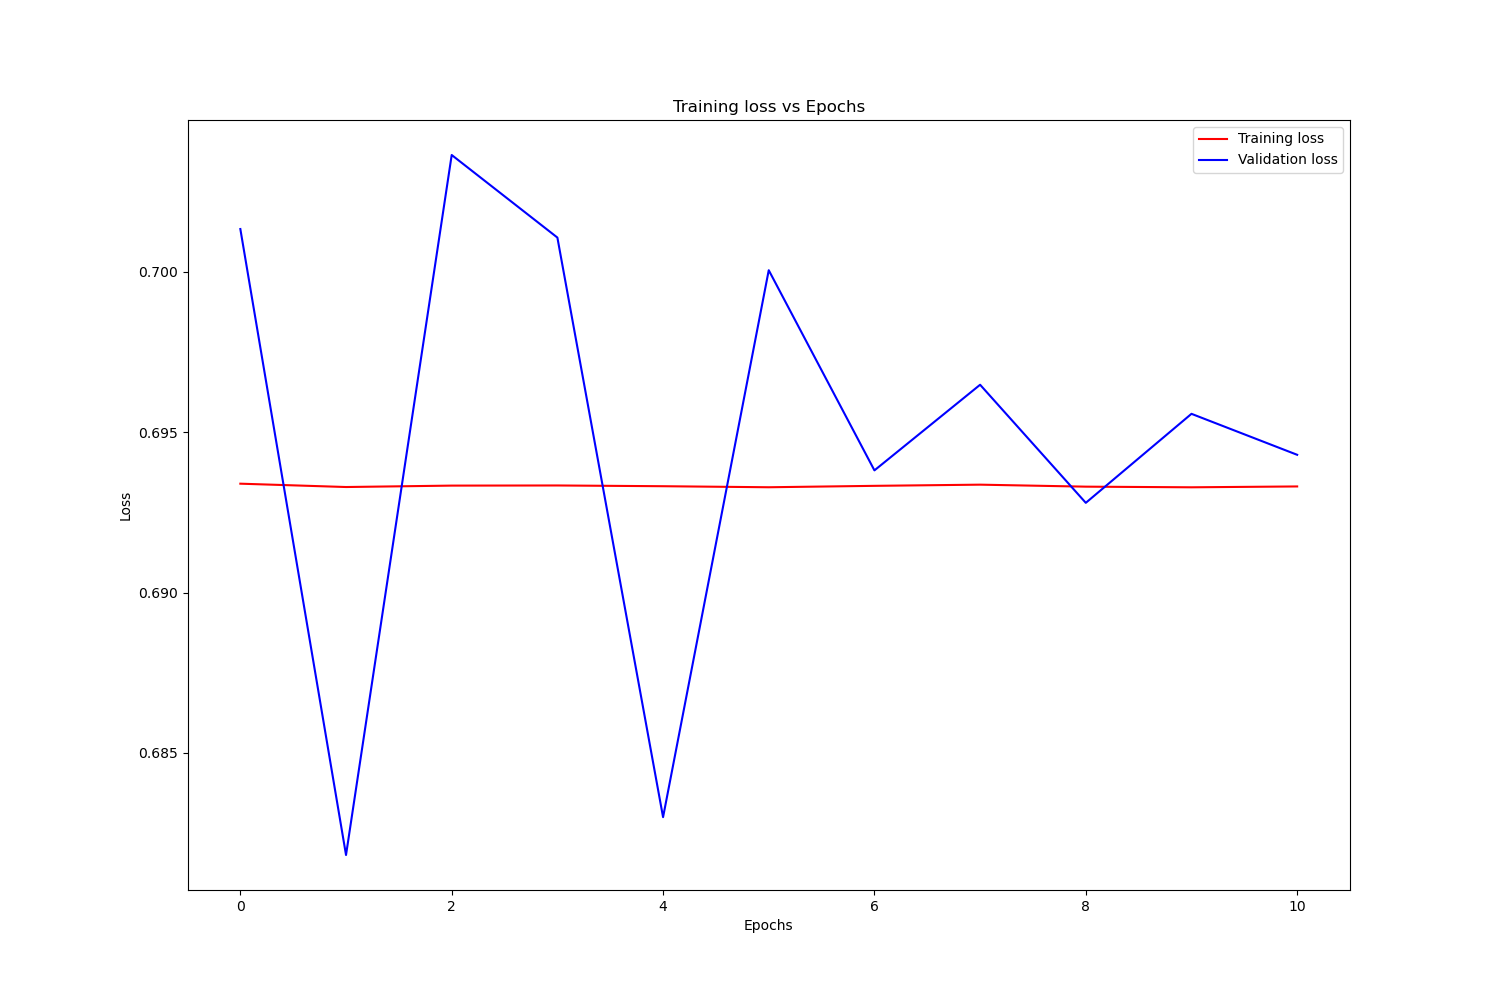 Training loss vs Epochs
Training loss
Validation loss
0.700
0.695
0.690
0.685
Loss
0 2 4 6 8 10
Epochs